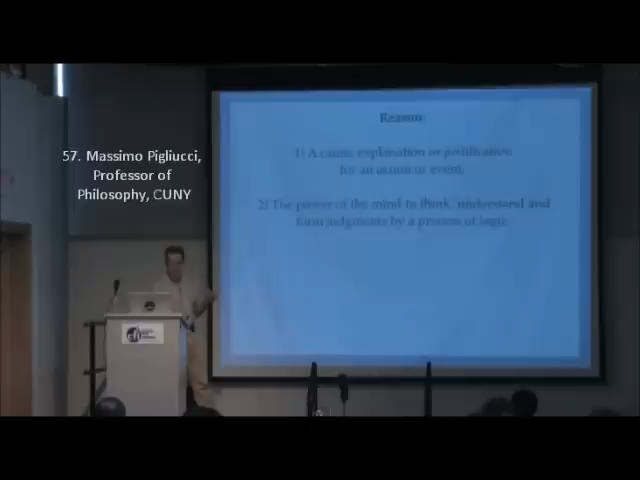 57. Massimo Pigliucci,
Professor of
Philosophy, CUNY
Reason:
1) A cause, explanation or justification
for an action or event.
2) The power of the mind to think, understand and
form judgments by a process of logic.
cfi